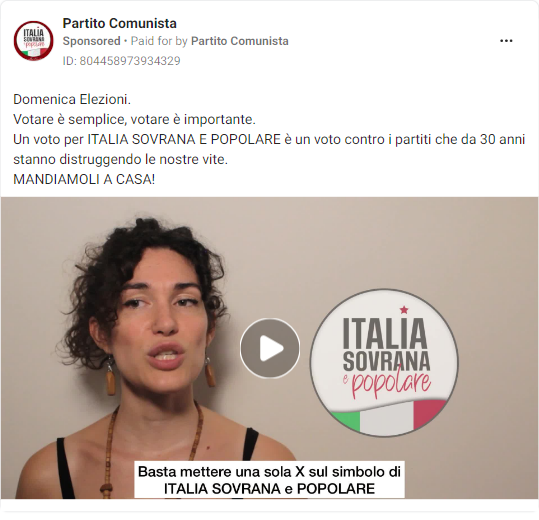 ITALIA
SOVRANA
e popolare
Partito Comunista
Sponsored • Paid for by Partito Comunista
ID: 804458973934329
Domenica Elezioni.
Votare è semplice, votare è importante.
Un voto per ITALIA SOVRANA E POPOLARE è un voto contro i partiti che da 30 anni
stanno distruggendo le nostre vite.
MANDIAMOLI A CASA!
ITALIA
SOVRANA
e popolare
Basta mettere una sola X sul simbolo di
ITALIA SOVRANA e POPOLARE